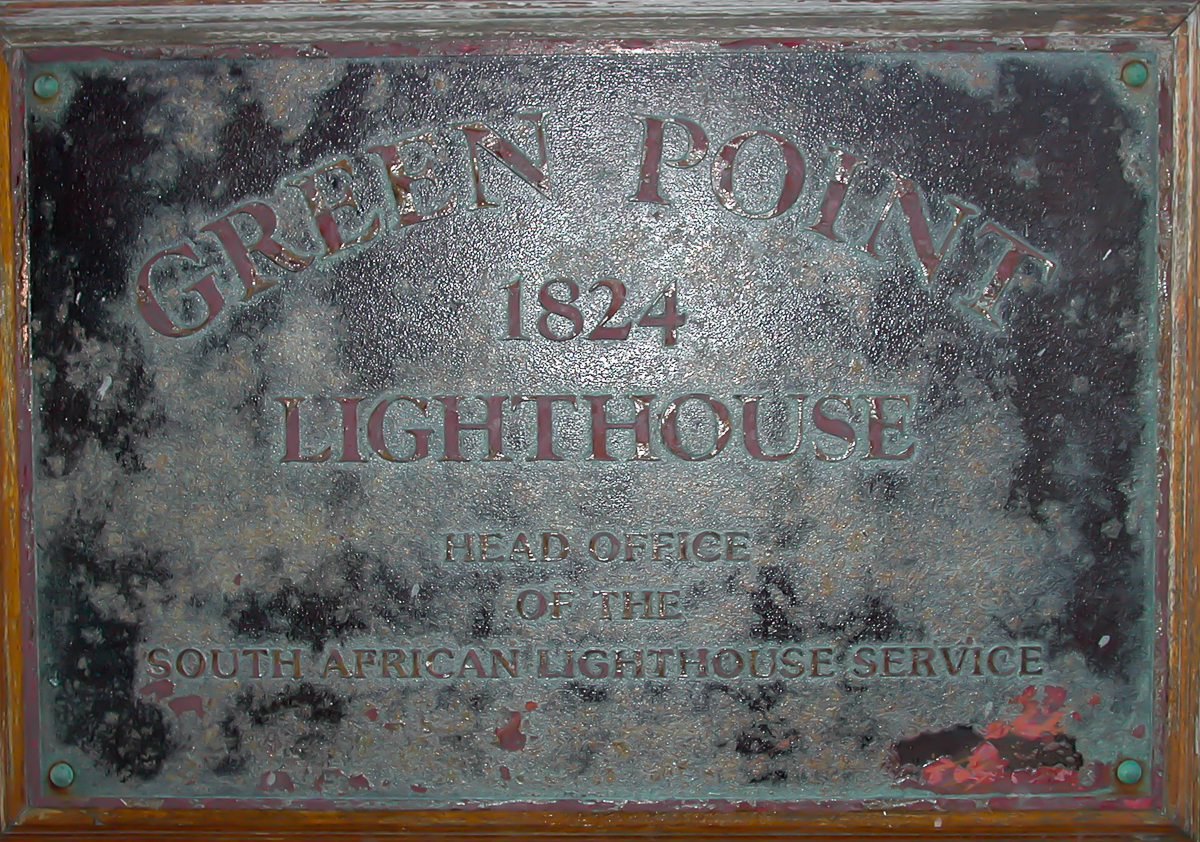 GREEN POINT
1824
LIGHTHOUSE
HEAD OFFICE
OF THE
SOUTH AFRICAN LIGHTHOUSE SERVICE